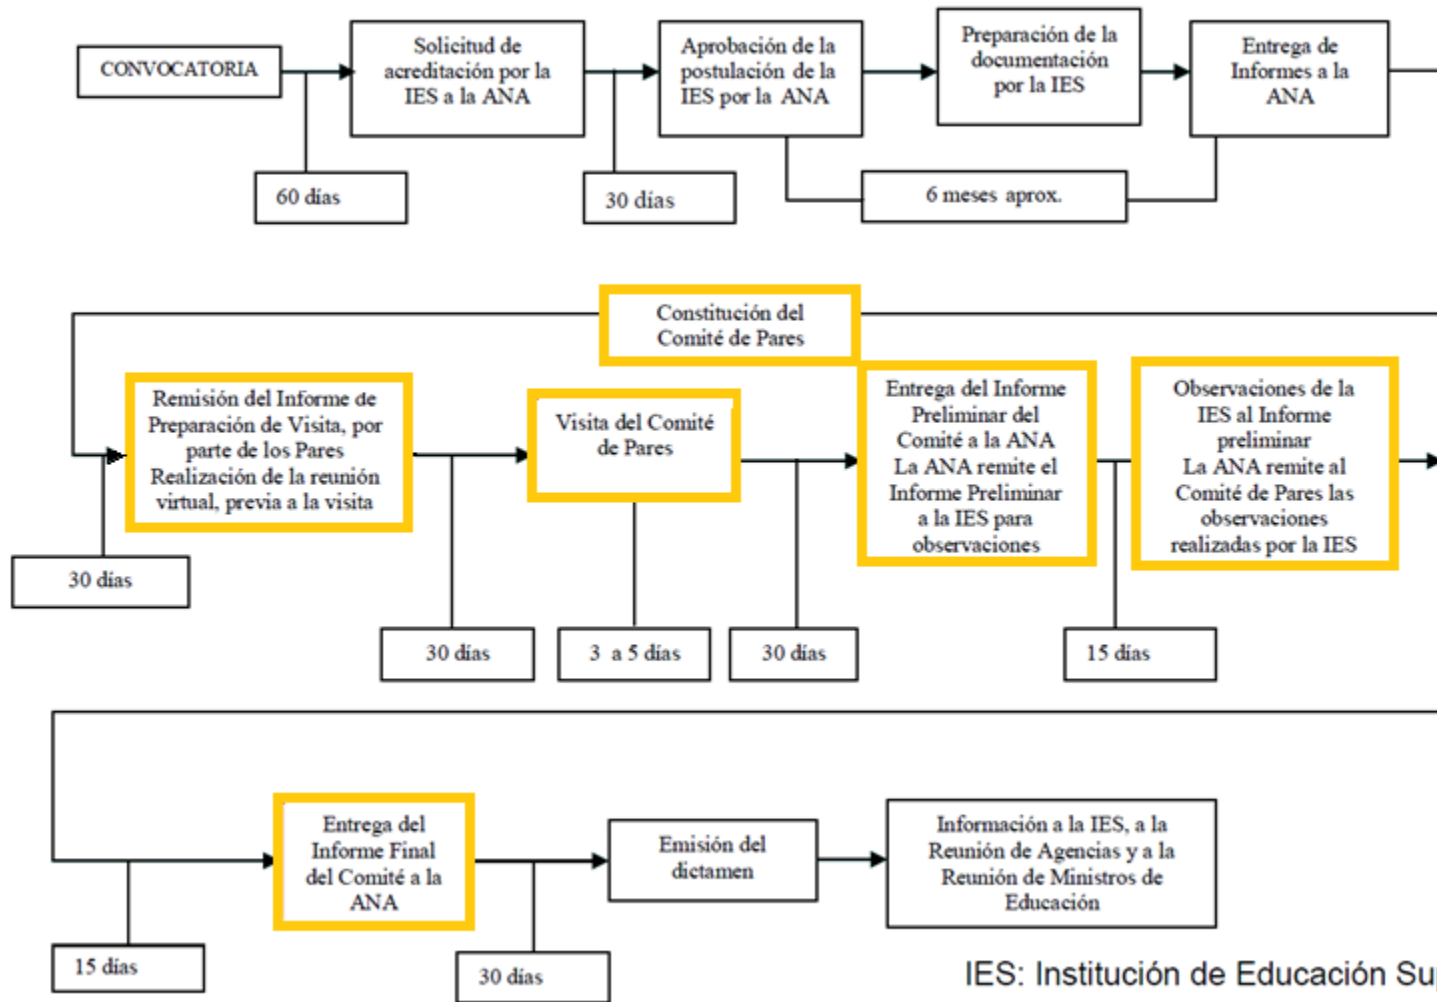 CONVOCATORIA
Solicitud de
acreditación por la
IES a la ANA
Aprobación de la
postulación de la
IES por la ANA
Preparación de la
documentación
por la IES
Entrega de
Informes a la
ANA
60 días
30 días
6 meses aprox.
Constitución del
Comité de Pares
Remisión del Informe de
Preparación de Visita, por
parte de los Pares
Realización de la reunión
virtual, previa a la visita
Visita del Comité
de Pares
Entrega del Informe
Preliminar del
Comité a la ANA
La ANA remite el
Informe Preliminar
a la IES para
observaciones
Observaciones de la
IES al Informe
preliminar
La ANA remite al
Comité de Pares las
observaciones
realizadas por la IES
30 días
30 días
3 a 5 días
30 días
15 días
Entrega del
Informe Final
del Comité a la
ANA
Emisión del
dictamen
Información a la IES, a la
Reunión de Agencias y a la
Reunión de Ministros de
Educación
15 días
30 días
IES: Institución de Educación Su